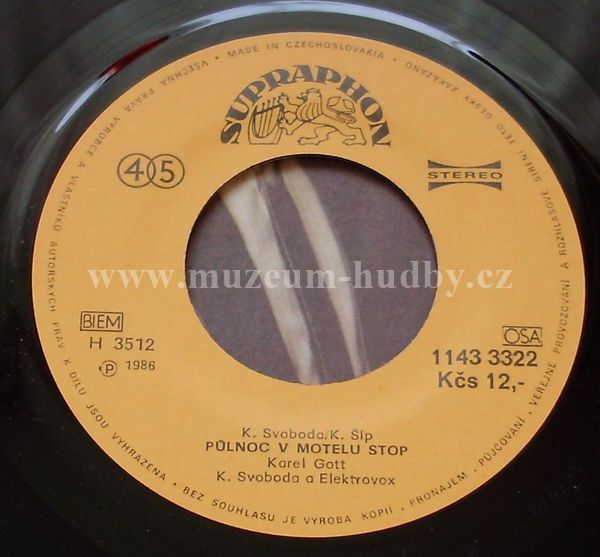 VŠECHNA PRÁVA VÝROBCE A VLASTNÍKŮ AUTORSKÝCH PRÁV K DÍLU JSOU VYHRAZENA • BEZ SOUHLASU JE VÝROBA KOPIÍ • PRONÁJEM • PŮJČOVÁNÍ • VEŘEJNÉ PROVOZOVÁNÍ A ROZHLASOVÉ ŠÍŘENÍ TÉTO DESKY ZAKÁZÁNO • MADE IN CZECHOSLOVAKIA •
SUPRAPHON
45
STEREO
www.muzeum-hudby.cz
BIEM
OSA
H 3512
1143 3322
℗ 1986
Kčs 12,-
K. Svoboda/K. Šíp
PŮLNOC V MOTELU STOP
Karel Gott
K. Svoboda a Elektrovox